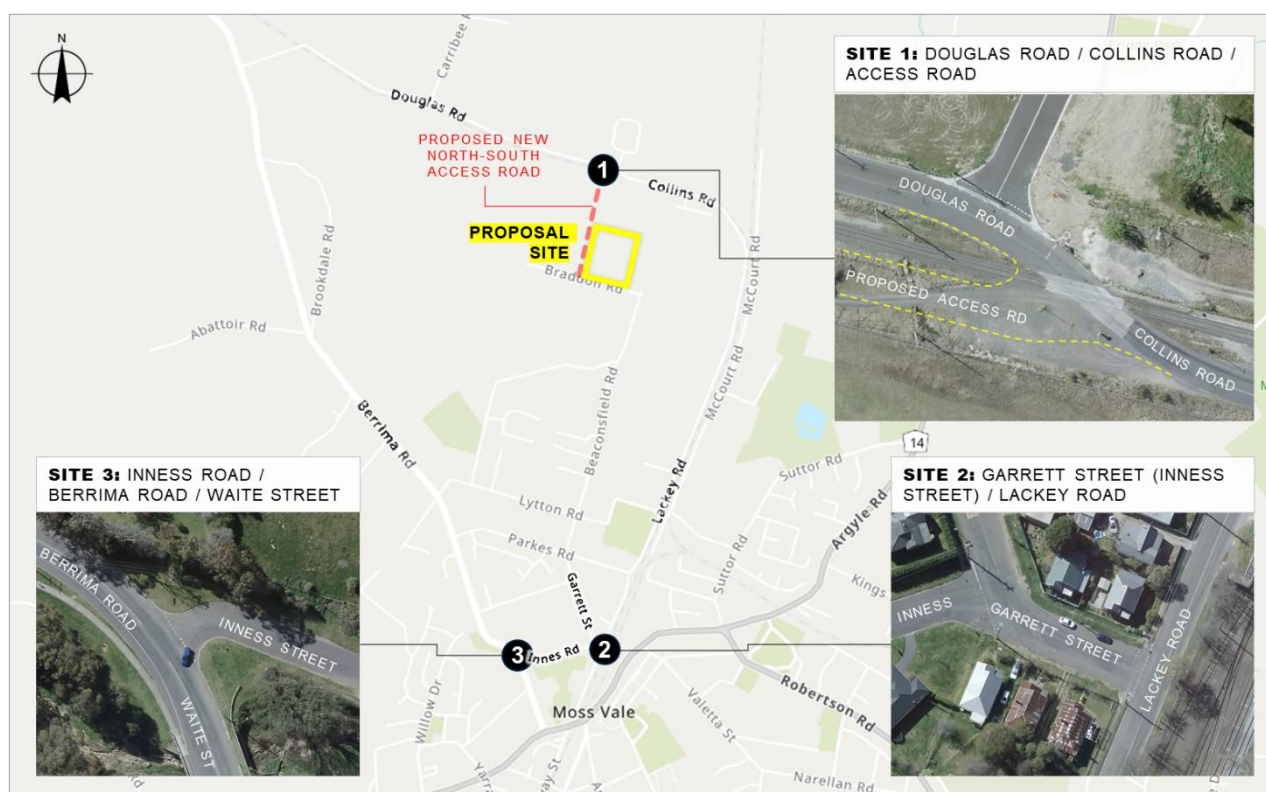 N
SITE 1: DOUGLAS ROAD / COLLINS ROAD /
ACCESS ROAD
DOUGLAS ROAD
PROPOSED ACCESS RD
COLLINS ROAD
Carribee
Douglas Rd
PROPOSED NEW
NORTH-SOUTH
ACCESS ROAD
1
Collins Rd
PROPOSAL
SITE
Braddon Rd
Brookdale Rd
Abattoir Rd
McCourt Rd
McCourt Rd
Beaconsfield Rd
Berrima Rd
Lackey Rd
14
Suttor Rd
Argyle Rd
Lytton Rd
Parkes Rd
Suttor Rd
Kings
Garrett St
3
Innes Rd
2
Moss Vale
Willow Dr
Valetta St
Robertson Rd
Narellan Rd
SITE 3: INNESS ROAD /
BERRIMA ROAD / WAITE STREET
BERRIMA ROAD
INNESS STREET
WAITE ST
SITE 2: GARRETT STREET (INNESS
STREET) / LACKEY ROAD
INNESS
GARRETT STREET
LACKEY ROAD